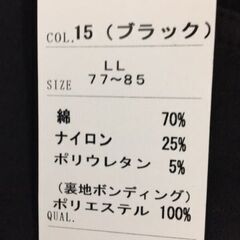 COL. 15 (ブラック)
LL
SIZE 77~85
綿 70%
ナイロン 25%
ポリウレタン 5%
(裏地ボンディング)
ポリエステル 100%
QUAL.